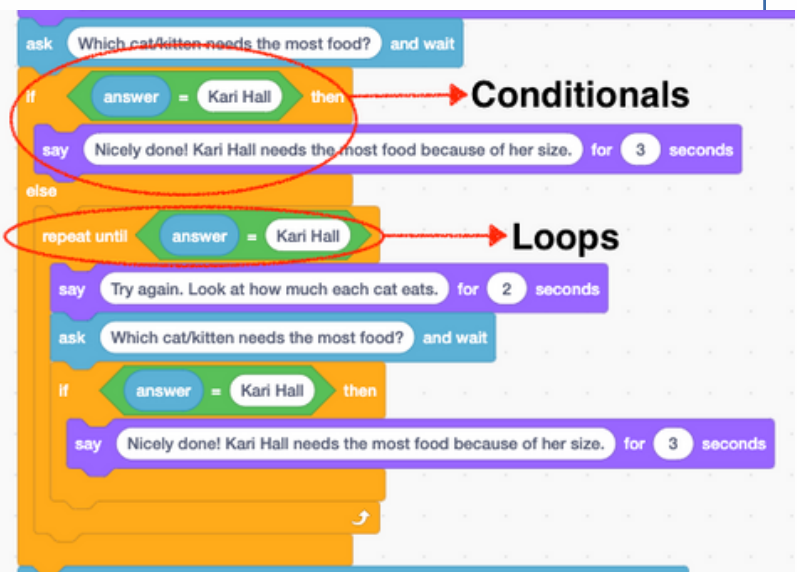 ask Which cat/kitten needs the most food? and wait
if answer = Kari Hall then
Conditionals
say Nicely done! Kari Hall needs the most food because of her size. for 3 seconds
else
repeat until answer = Kari Hall
Loops
say Try again. Look at how much each cat eats. for 2 seconds
ask Which cat/kitten needs the most food? and wait
if answer = Kari Hall then
say Nicely done! Kari Hall needs the most food because of her size. for 3 seconds